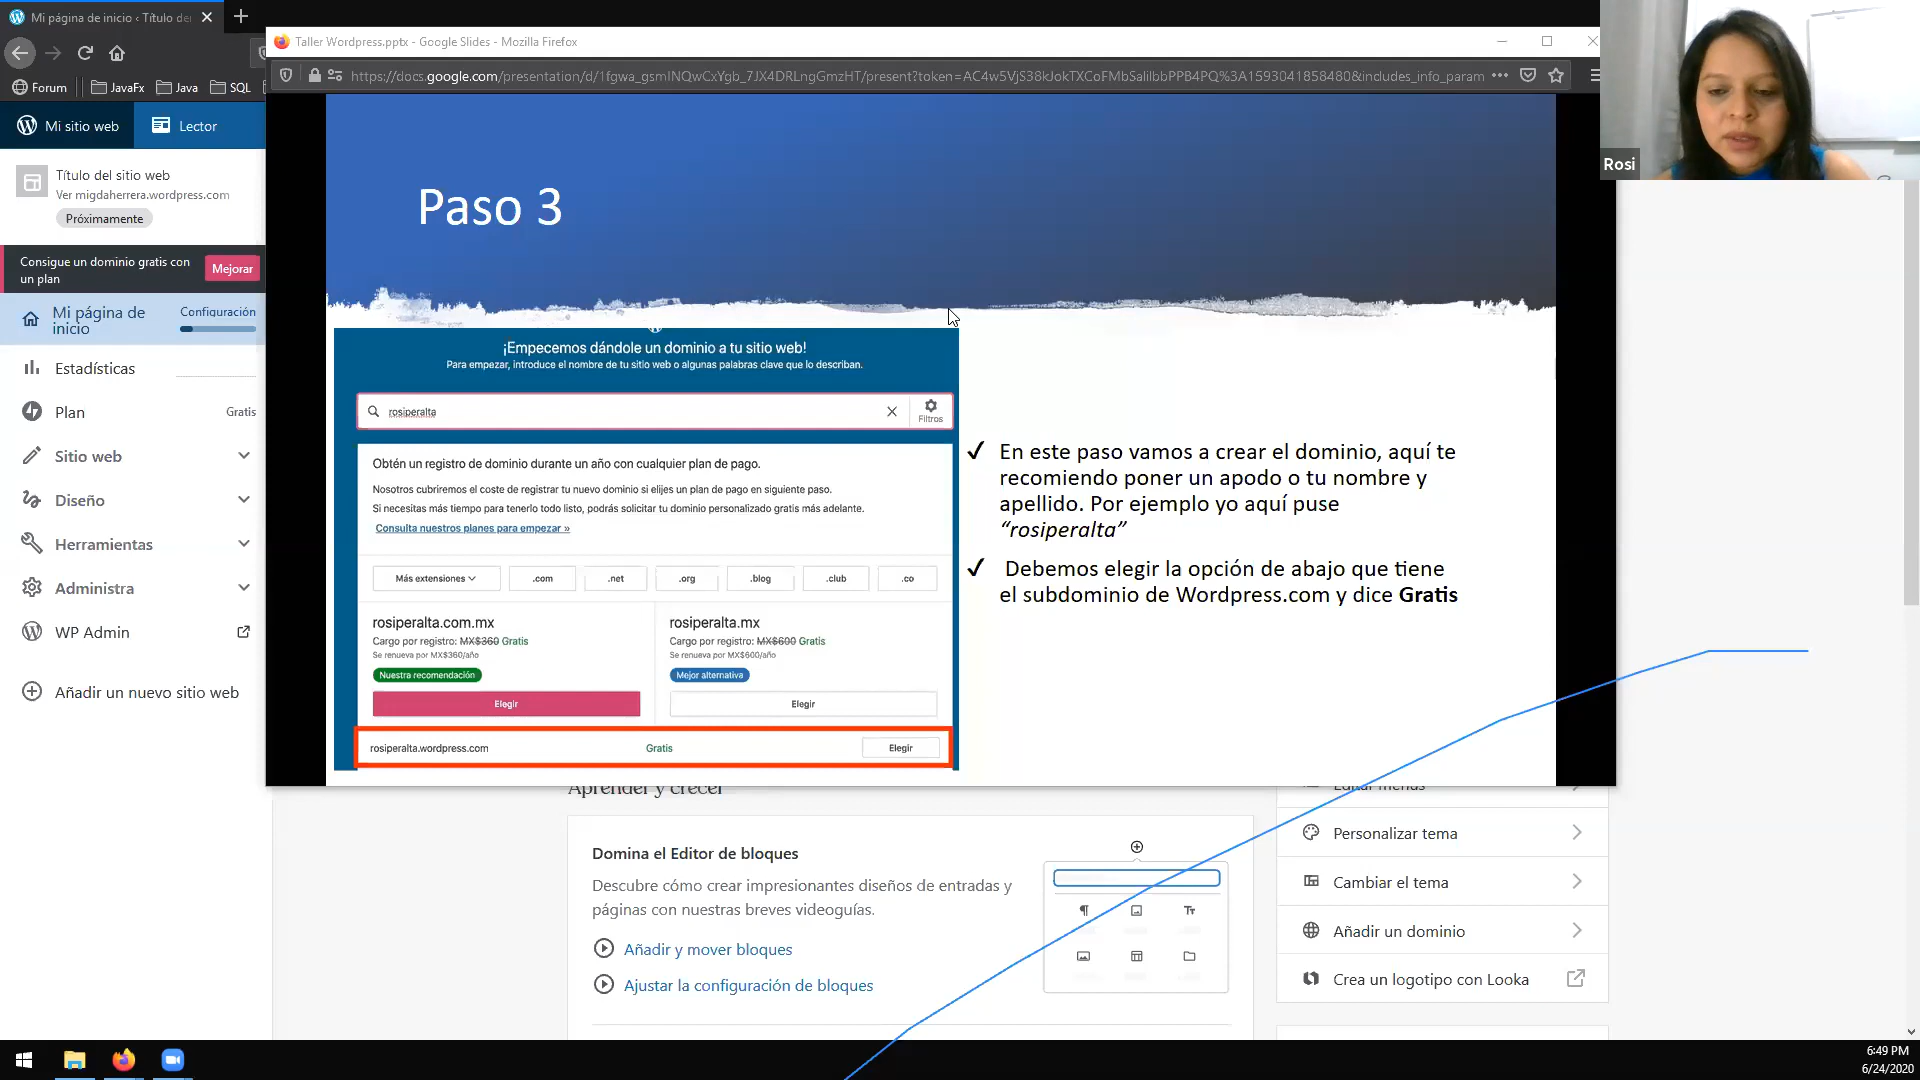 Mi página de inicio ‹ Título de
Taller Wordpress.pptx - Google Slides - Mozilla Firefox
https://docs.google.com/presentation/d/1fgwa_gsmINQwCxYgb_7JX4DRLngGmzHT/present?token=AC4w5VjS38kJokTXCoFMbSaliIbbPPB4PQ%3A1593041858480&includes_info_param
Forum
JavaFx
Java
SQL
Mi sitio web
Lector
Rosi
Título del sitio web
Ver migdaherrera.wordpress.com
Próximamente
Consigue un dominio gratis con
un plan
Mejorar
Mi página de
inicio
Configuración
Estadísticas
Plan
Gratis
Sitio web
Diseño
Herramientas
Administra
WP Admin
Añadir un nuevo sitio web
Paso 3
¡Empecemos dándole un dominio a tu sitio web!
Para empezar, introduce el nombre de tu sitio web o algunas palabras clave que lo describan.
rosiperalta
Filtros
Obtén un registro de dominio durante un año con cualquier plan de pago.
Nosotros cubriremos el coste de registrar tu nuevo dominio si elijes un plan de pago en siguiente paso.
Si necesitas más tiempo para tenerlo todo listo, podrás solicitar tu dominio personalizado gratis más adelante.
Consulta nuestros planes para empezar »
Más extensiones
.com
.net
.org
.blog
.club
.co
rosiperalta.com.mx
Cargo por registro: MX$360 Gratis
Se renueva por MX$360/año
Nuestra recomendación
Elegir
rosiperalta.mx
Cargo por registro: MX$600 Gratis
Se renueva por MX$600/año
Mejor alternativa
Elegir
rosiperalta.wordpress.com
Gratis
Elegir
✓ En este paso vamos a crear el dominio, aquí te
recomiendo poner un apodo o tu nombre y
apellido. Por ejemplo yo aquí puse
“rosiperalta”
✓ Debemos elegir la opción de abajo que tiene
el subdominio de Wordpress.com y dice Gratis
Aprender y crecer
Domina el Editor de bloques
Descubre cómo crear impresionantes diseños de entradas y
páginas con nuestras breves videoguías.
Añadir y mover bloques
Ajustar la configuración de bloques
Editar menús
Personalizar tema
Cambiar el tema
Añadir un dominio
Crea un logotipo con Looka
6:49 PM
6/24/2020